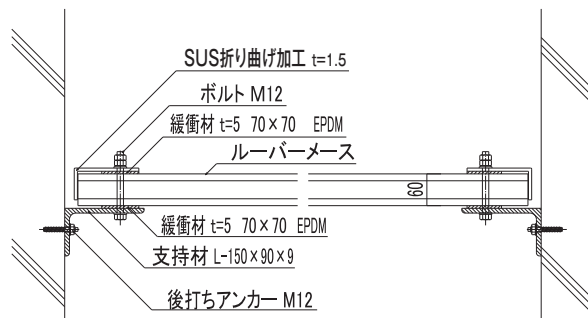 SUS折り曲げ加工 t=1.5
ボルト M12
緩衝材 t=5 70×70 EPDM
ルーバーメース
60
緩衝材 t=5 70×70 EPDM
支持材 L-150×90×9
後打ちアンカー M12